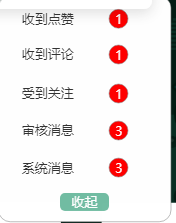 收到点赞 1
收到评论 1
受到关注 1
审核消息 3
系统消息 3
收起